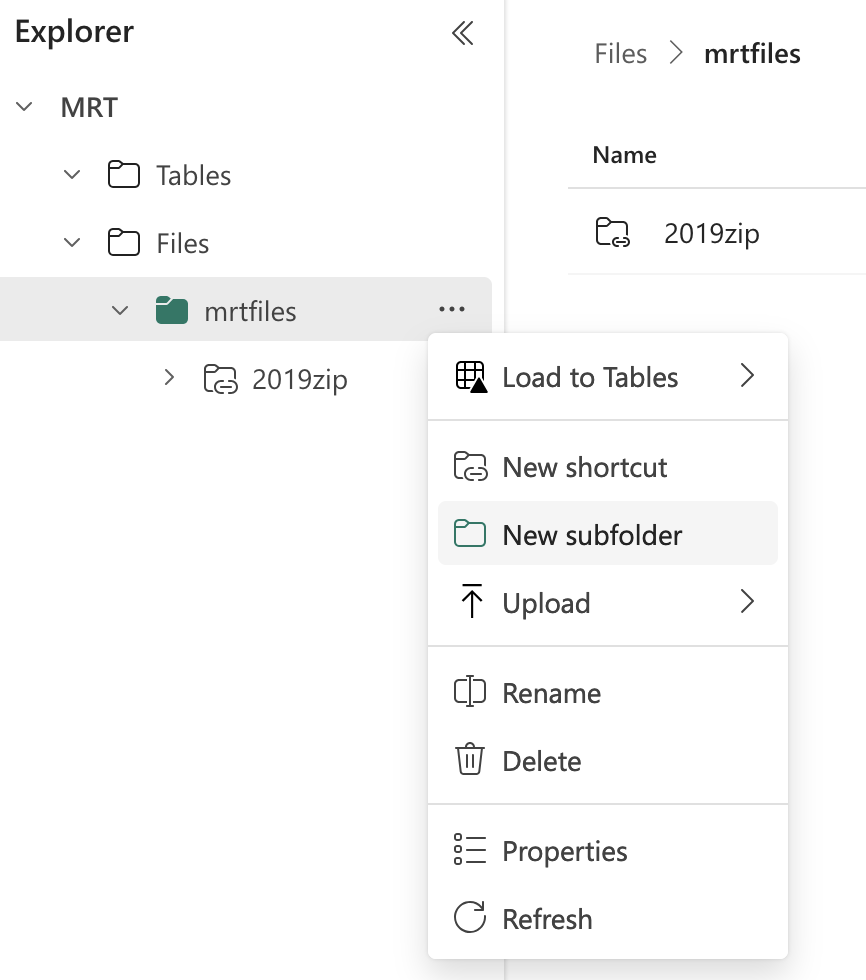 Explorer
MRT
Tables
Files
mrtfiles
2019zip
Files > mrtfiles
Name
2019zip
Load to Tables
New shortcut
New subfolder
Upload
Rename
Delete
Properties
Refresh